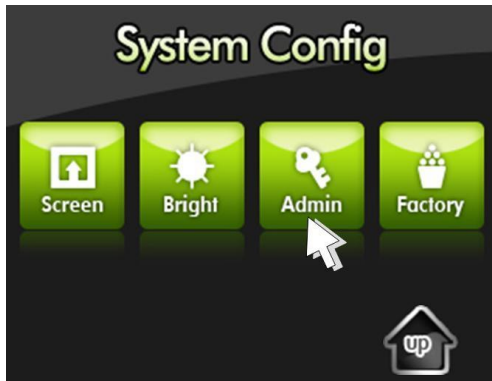 System Config
Screen
Bright
Admin
Factory
up